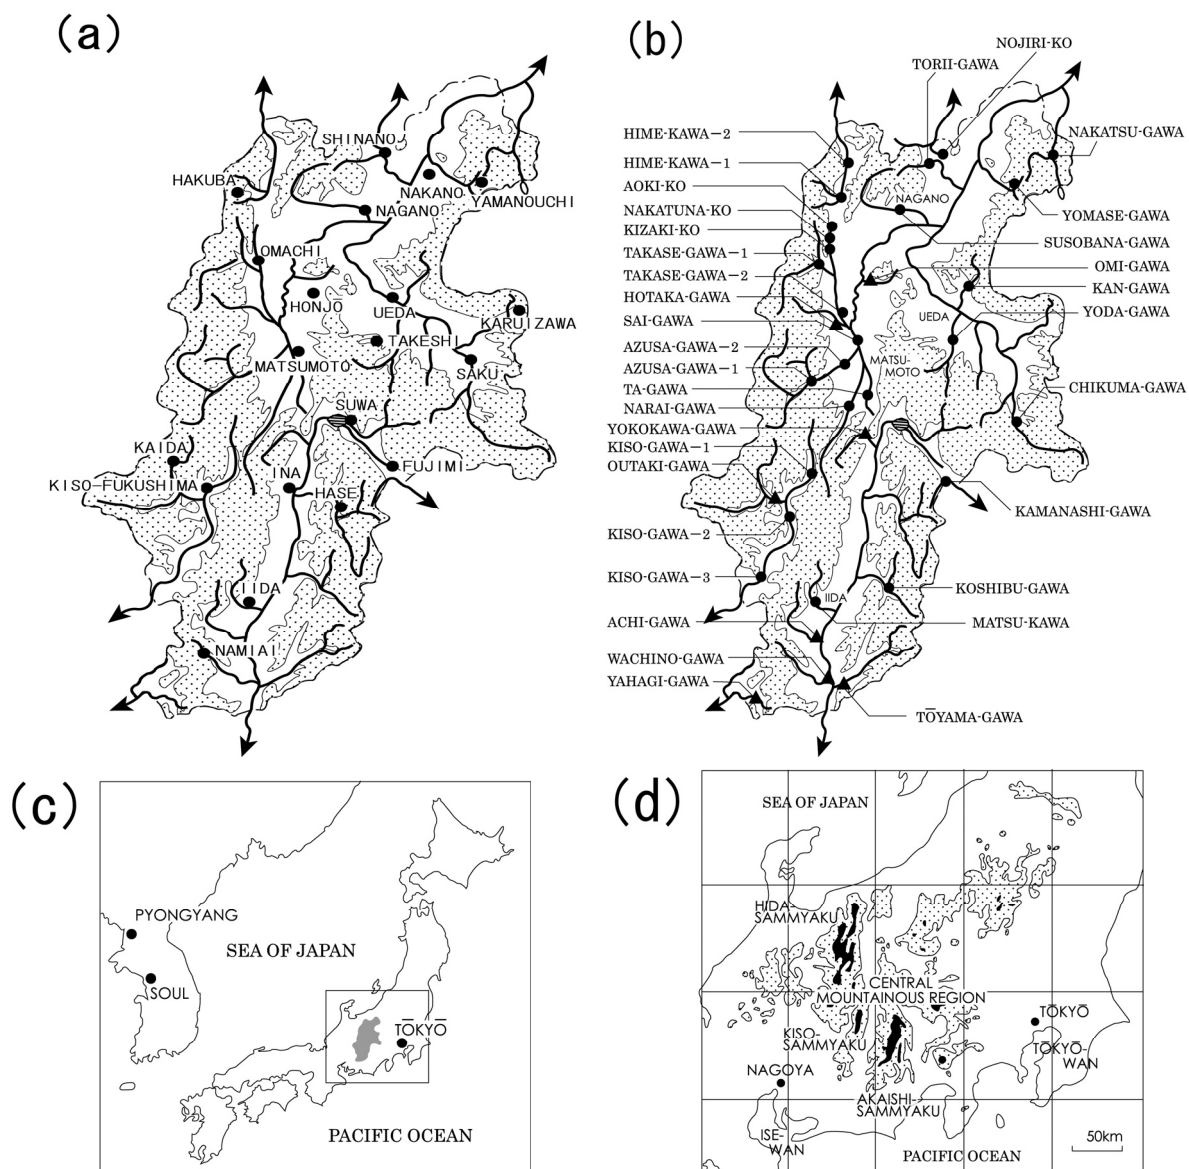 (a)
SHINANO
HAKUBA
NAKANO
YAMANOUCHI
NAGANO
OMACHI
HONJO
UEDA
KARUIZAWA
TAKESHI
MATSUMOTO
SAKU
SUWA
KAIDA
FUJIMI
INA
KISO-FUKUSHIMA
HASE
IIDA
NAMIAI
(b)
NOJIRI-KO
TORII-GAWA
HIME-KAWA-2
NAKATSU-GAWA
HIME-KAWA-1
AOKI-KO
NAGANO
NAKATUNA-KO
YOMASE-GAWA
KIZAKI-KO
SUSOBANA-GAWA
TAKASE-GAWA-1
OMI-GAWA
TAKASE-GAWA-2
KAN-GAWA
HOTAKA-GAWA
YODA-GAWA
SAI-GAWA
UEDA
AZUSA-GAWA-2
MATSU-
MOTO
AZUSA-GAWA-1
CHIKUMA-GAWA
TA-GAWA
NARAI-GAWA
YOKOKAWA-GAWA
KISO-GAWA-1
OUTAKI-GAWA
KAMANASHI-GAWA
KISO-GAWA-2
KISO-GAWA-3
KOSHIBU-GAWA
IIDA
ACHI-GAWA
MATSU-KAWA
WACHINO-GAWA
YAHAGI-GAWA
TŌYAMA-GAWA
(c)
PYONGYANG
SEA OF JAPAN
SOUL
TŌKYŌ
PACIFIC OCEAN
(d)
SEA OF JAPAN
HIDA-
SAMMYAKU
CENTRAL
MOUNTAINOUS REGION
TŌKYŌ
KISO-
SAMMYAKU
TŌKYŌ-
WAN
NAGOYA
AKAISHI-
SAMMYAKU
ISE-
WAN
50km
PACIFIC OCEAN